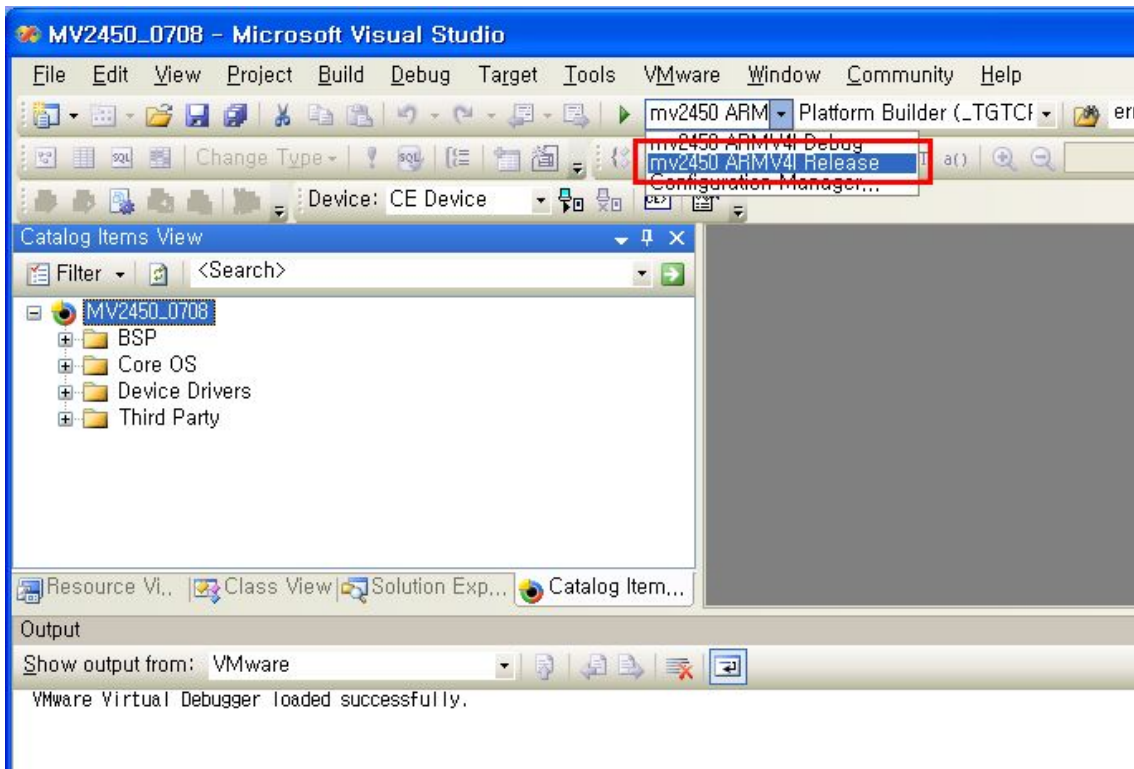 MV2450_0708 - Microsoft Visual Studio
File Edit View Project Build Debug Target Tools VMware Window Community Help
mv2450 ARM Platform Builder (_TGTCF
mv2450 ARMV4I Debug
Change Type mv2450 ARMV4I Release a()
Configuration Manager...
Device: CE Device
Catalog Items View
Filter <Search>
MV2450_0708
BSP
Core OS
Device Drivers
Third Party
Resource Vi... Class View Solution Exp... Catalog Item...
Output
Show output from: VMware
VMware Virtual Debugger loaded successfully.